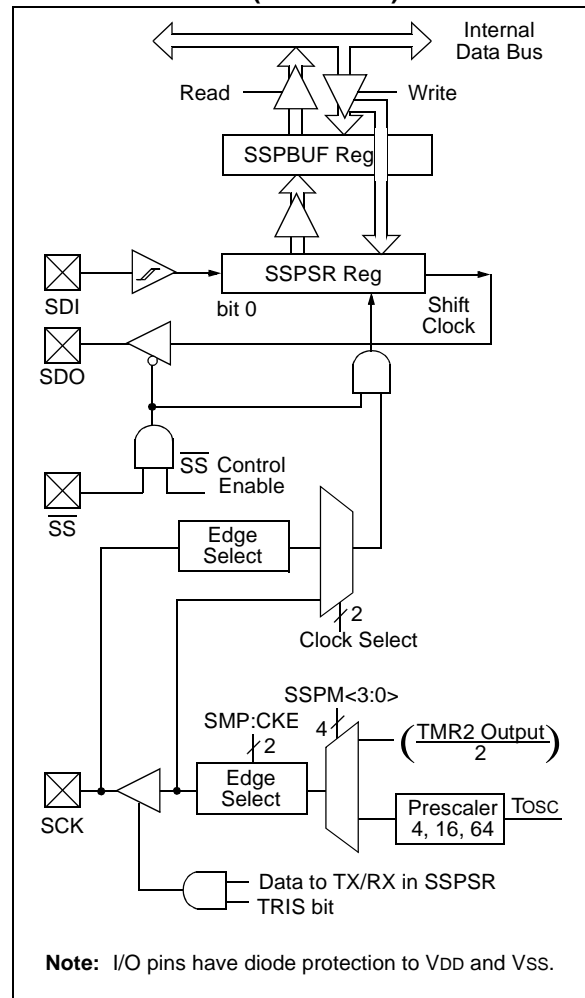 Internal
Data Bus
Read
Write
SSPBUF Reg
SSPSR Reg
SDI
bit 0
Shift
Clock
SDO
SS Control
Enable
SS
Edge
Select
2
Clock Select
SSPM<3:0>
SMP:CKE
4
2
(TMR2 Output
2)
Edge
Select
Prescaler
4, 16, 64
TOSC
SCK
Data to TX/RX in SSPSR
TRIS bit
Note: I/O pins have diode protection to VDD and VSS.